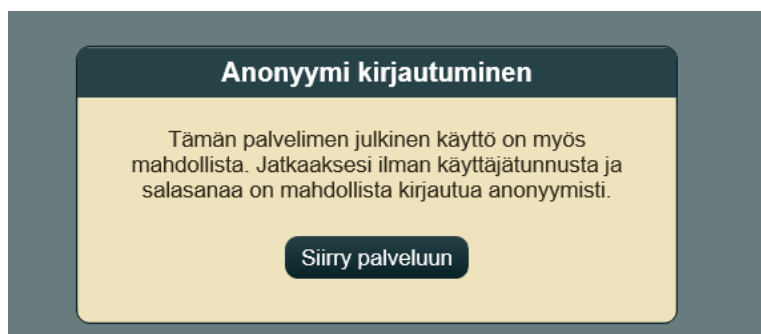 Anonyymi kirjautuminen
Tämän palvelimen julkinen käyttö on myös
mahdollista. Jatkaaksesi ilman käyttäjätunnusta ja
salasanaa on mahdollista kirjautua anonyymisti.
Siirry palveluun